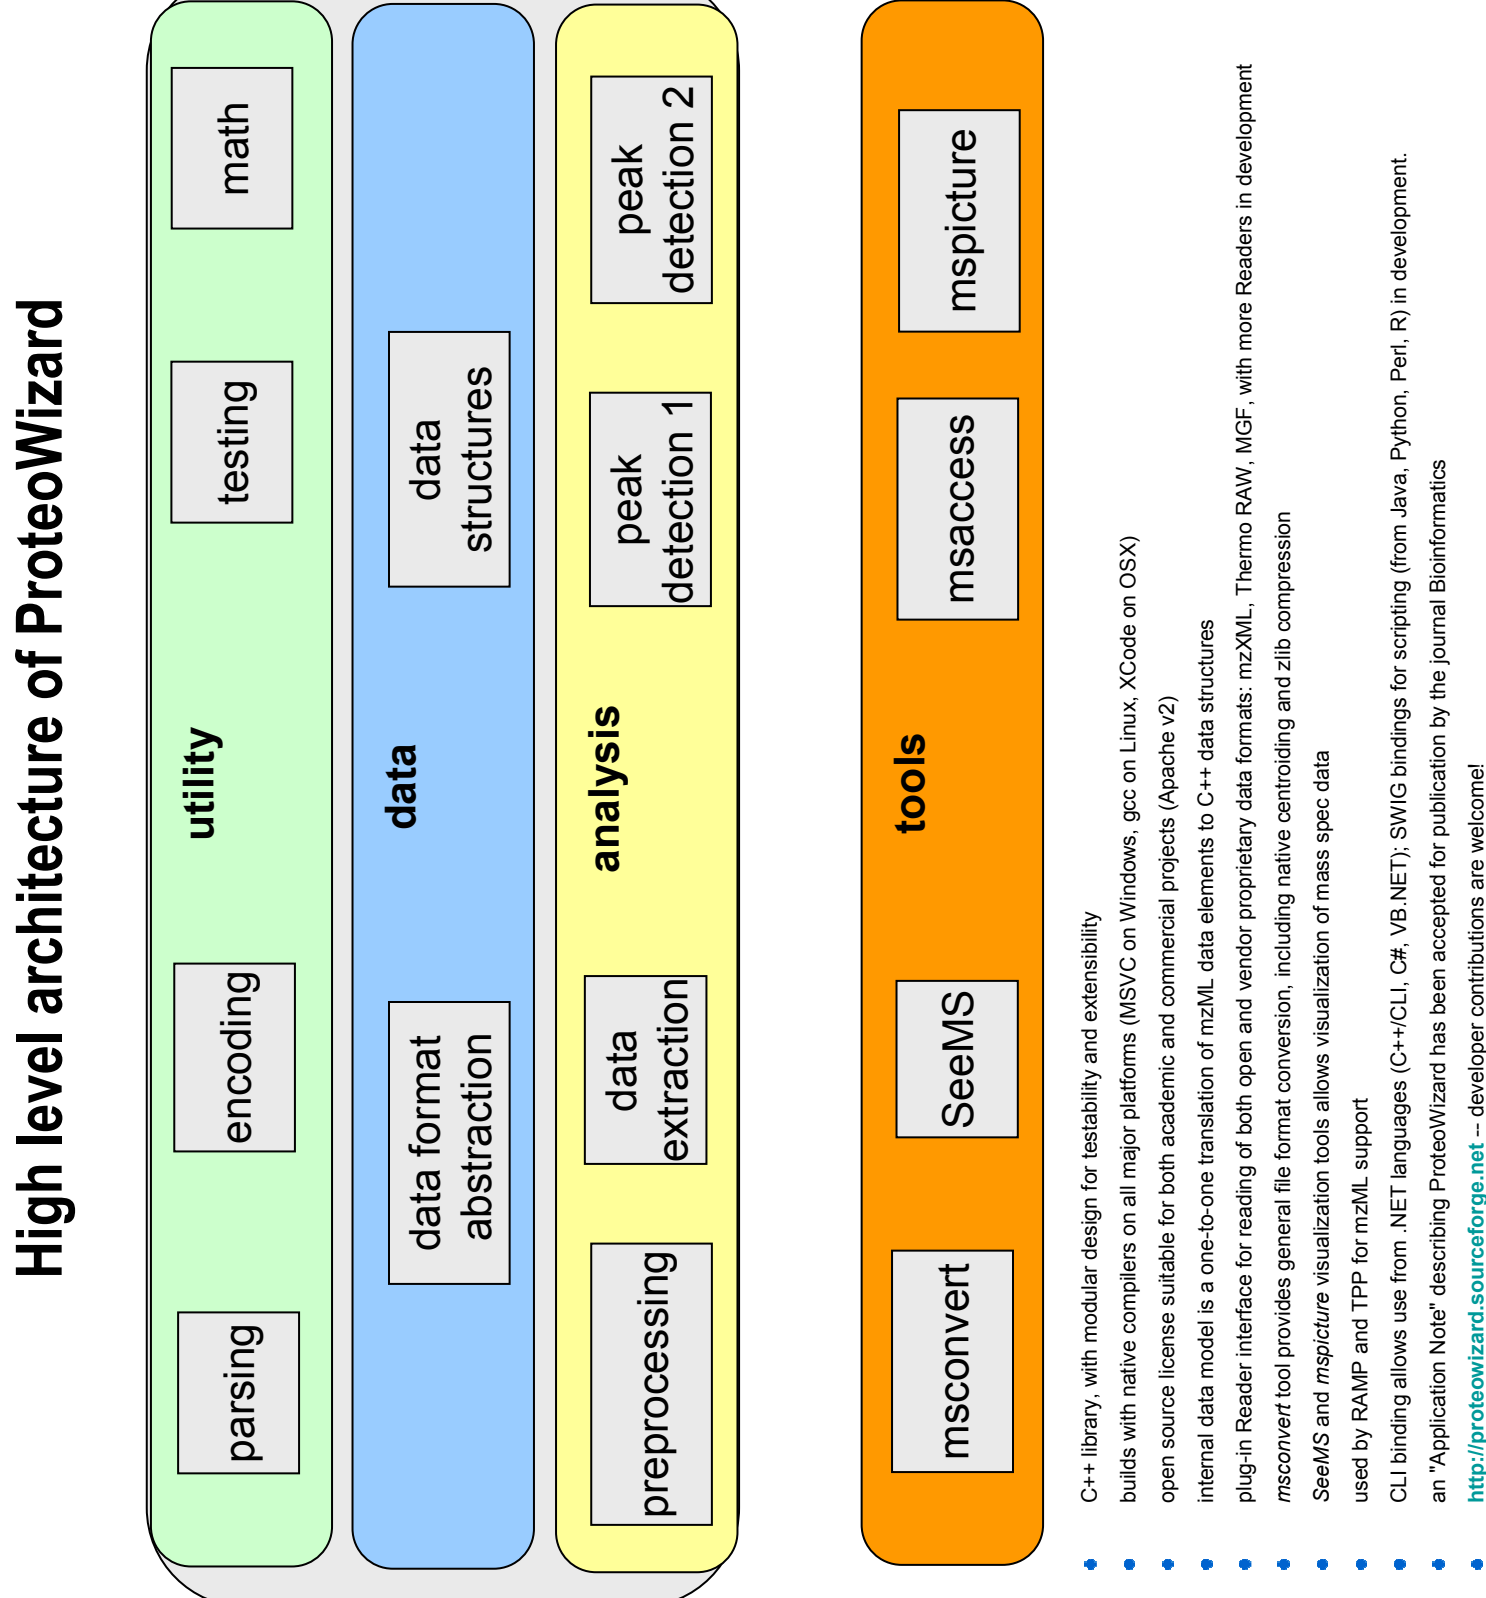 High level architecture of ProteoWizard
utility
parsing
encoding
testing
math
data
data format
abstraction
data
structures
analysis
preprocessing
data
extraction
peak
detection 1
peak
detection 2
tools
msconvert
SeeMS
msaccess
mspicture
C++ library, with modular design for testability and extensibility
builds with native compilers on all major platforms (MSVC on Windows, gcc on Linux, XCode on OSX)
open source license suitable for both academic and commercial projects (Apache v2)
internal data model is a one-to-one translation of mzML data elements to C++ data structures
plug-in Reader interface for reading of both open and vendor proprietary data formats: mzXML, Thermo RAW, MGF, with more Readers in development
msconvert tool provides general file format conversion, including native centroiding and zlib compression
SeeMS and mspicture visualization tools allows visualization of mass spec data
used by RAMP and TPP for mzML support
CLI binding allows use from .NET languages (C++/CLI, C#, VB.NET); SWIG bindings for scripting (from Java, Python, Perl, R) in development.
an "Application Note" describing ProteoWizard has been accepted for publication by the journal Bioinformatics
http://proteowizard.sourceforge.net -- developer contributions are welcome!